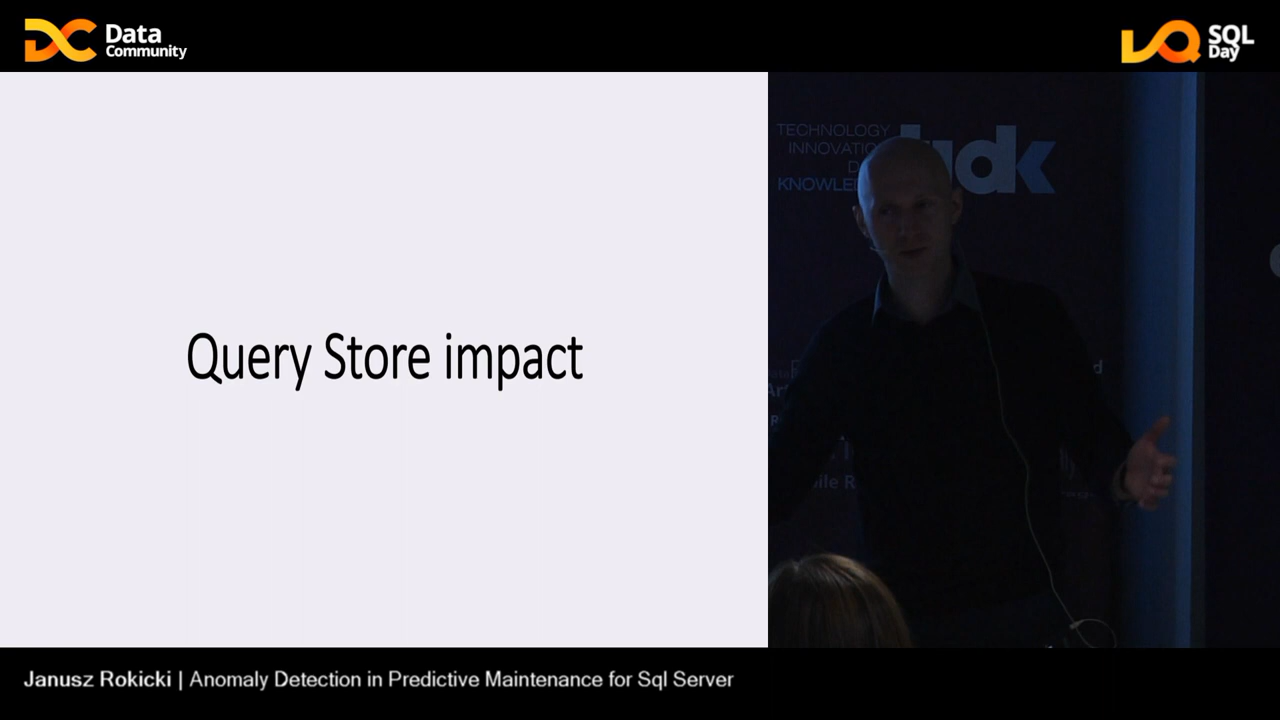 Data
Community
SQL
Day
TECHNOLOGY
KNOWLE
udk
Query Store impact
Janusz Rokicki | Anomaly Detection in Predictive Maintenance for Sql Server